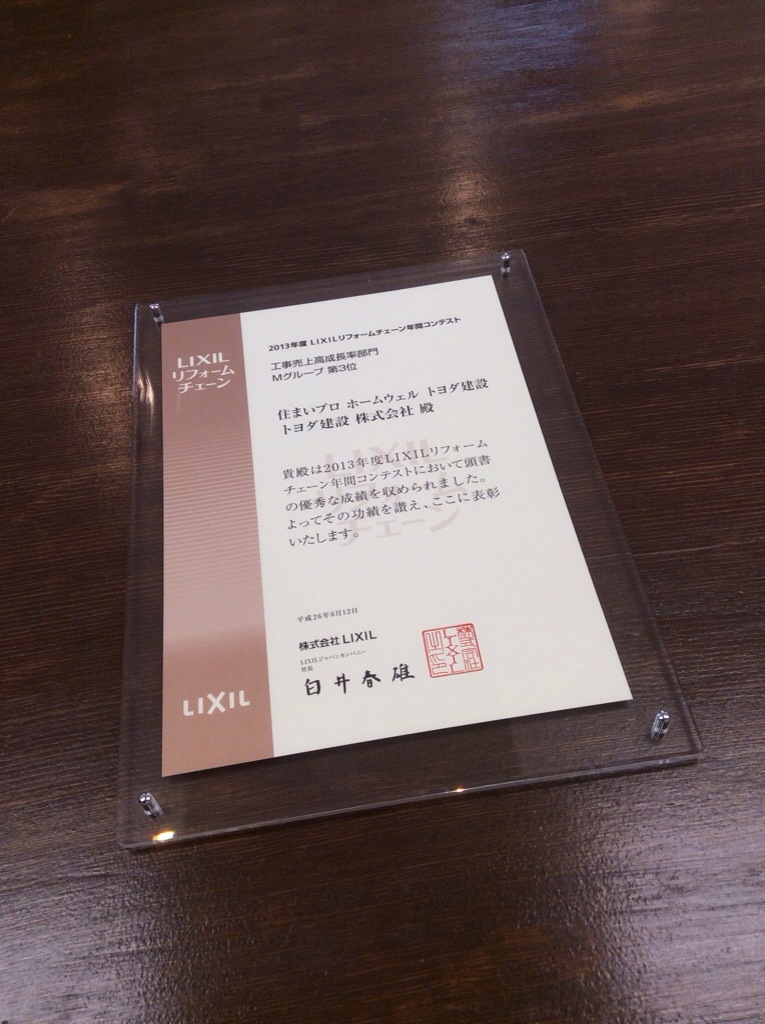 LIXIL
リフォーム
チェーン
2013年度 LIXILリフォームチェーン年間コンテスト
工事売上高成長率部門
Mグループ 第3位
住まいプロ ホームウェル トヨダ建設
トヨダ建設 株式会社 殿
貴殿は2013年度LIXILリフォーム
チェーン年間コンテストにおいて頭書
の優秀な成績を収められました。
よってその功績を讃え、ここに表彰
いたします。
平成26年6月12日
株式会社 LIXIL
LIXILジャパンカンパニー
社長
白井春雄
LIXIL